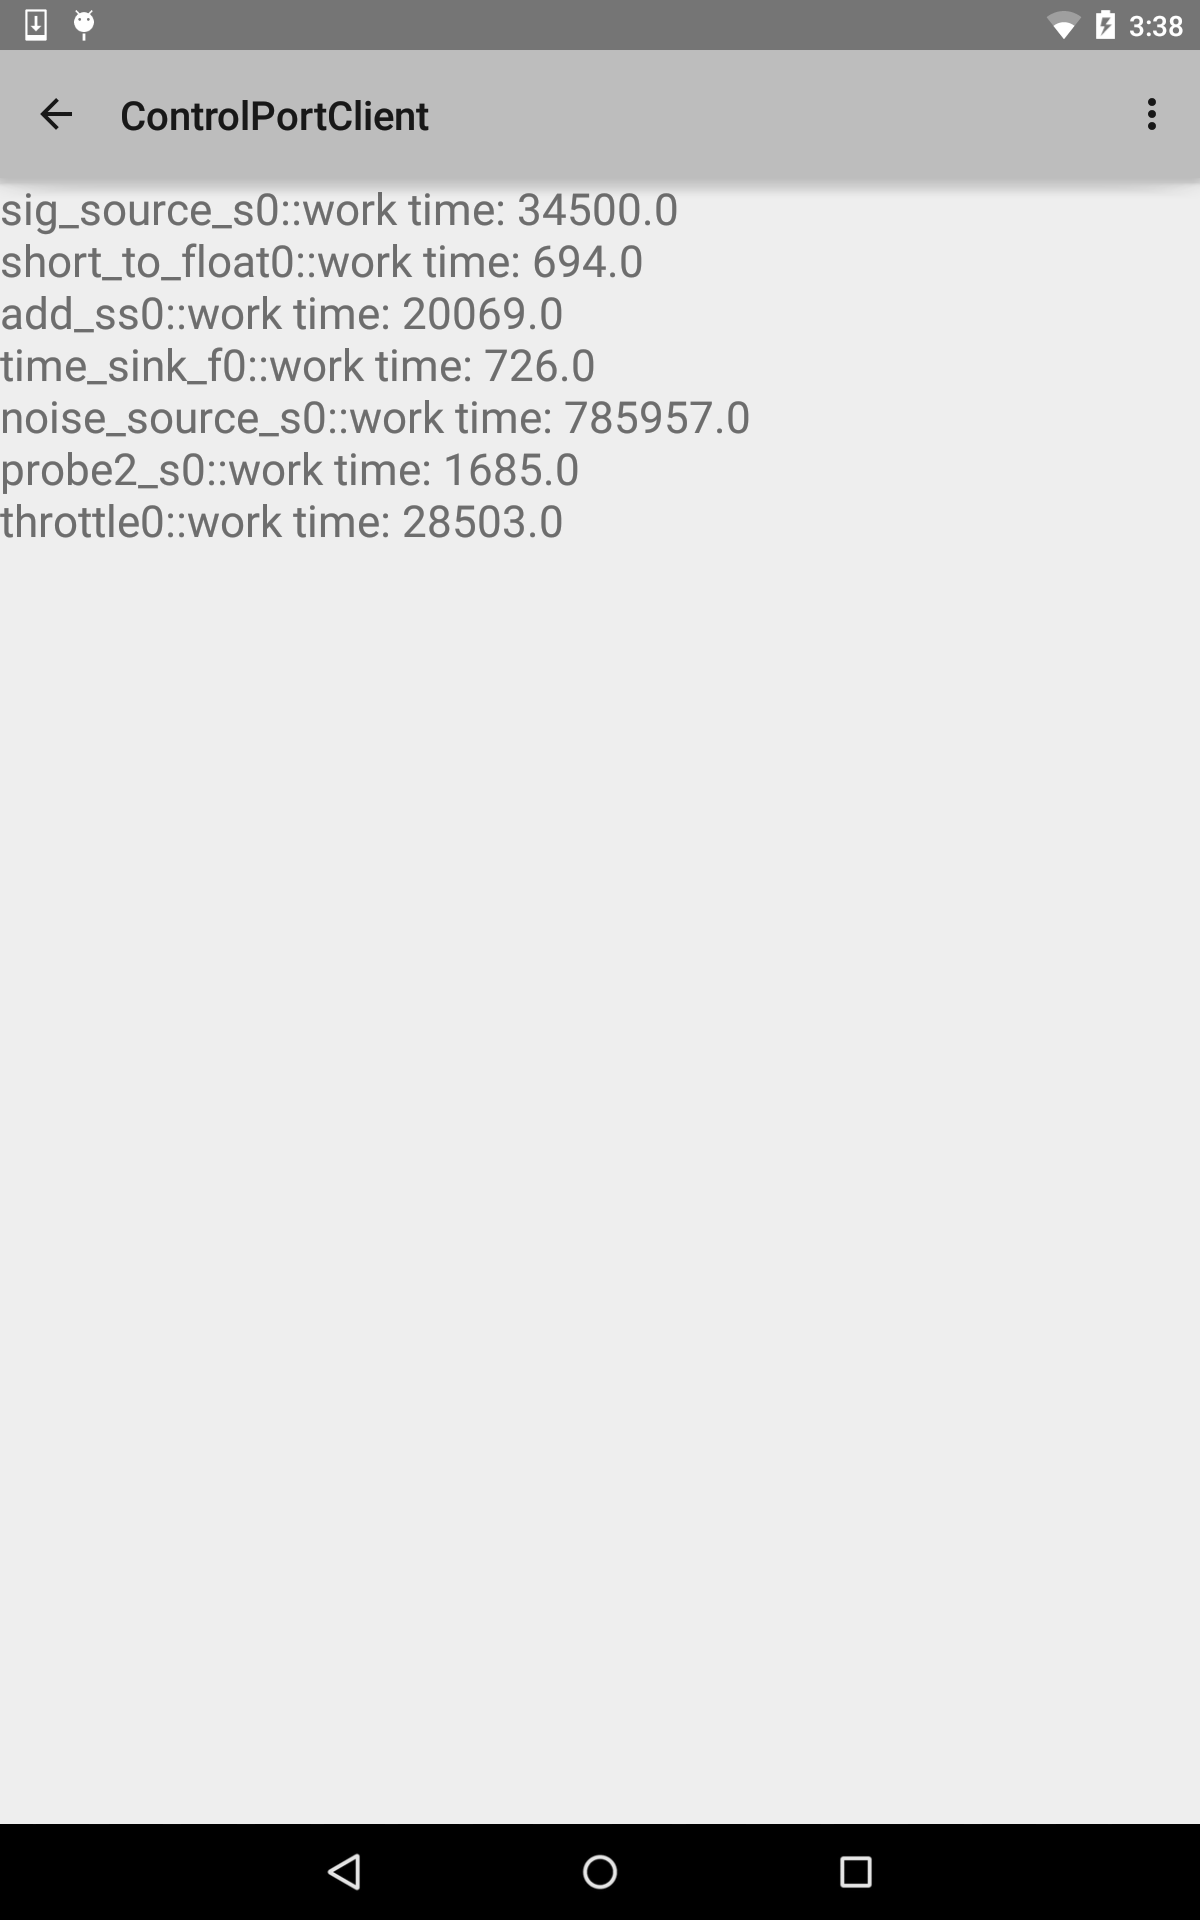 3:38
ControlPortClient
sig_source_s0::work time: 34500.0
short_to_float0::work time: 694.0
add_ss0::work time: 20069.0
time_sink_f0::work time: 726.0
noise_source_s0::work time: 785957.0
probe2_s0::work time: 1685.0
throttle0::work time: 28503.0